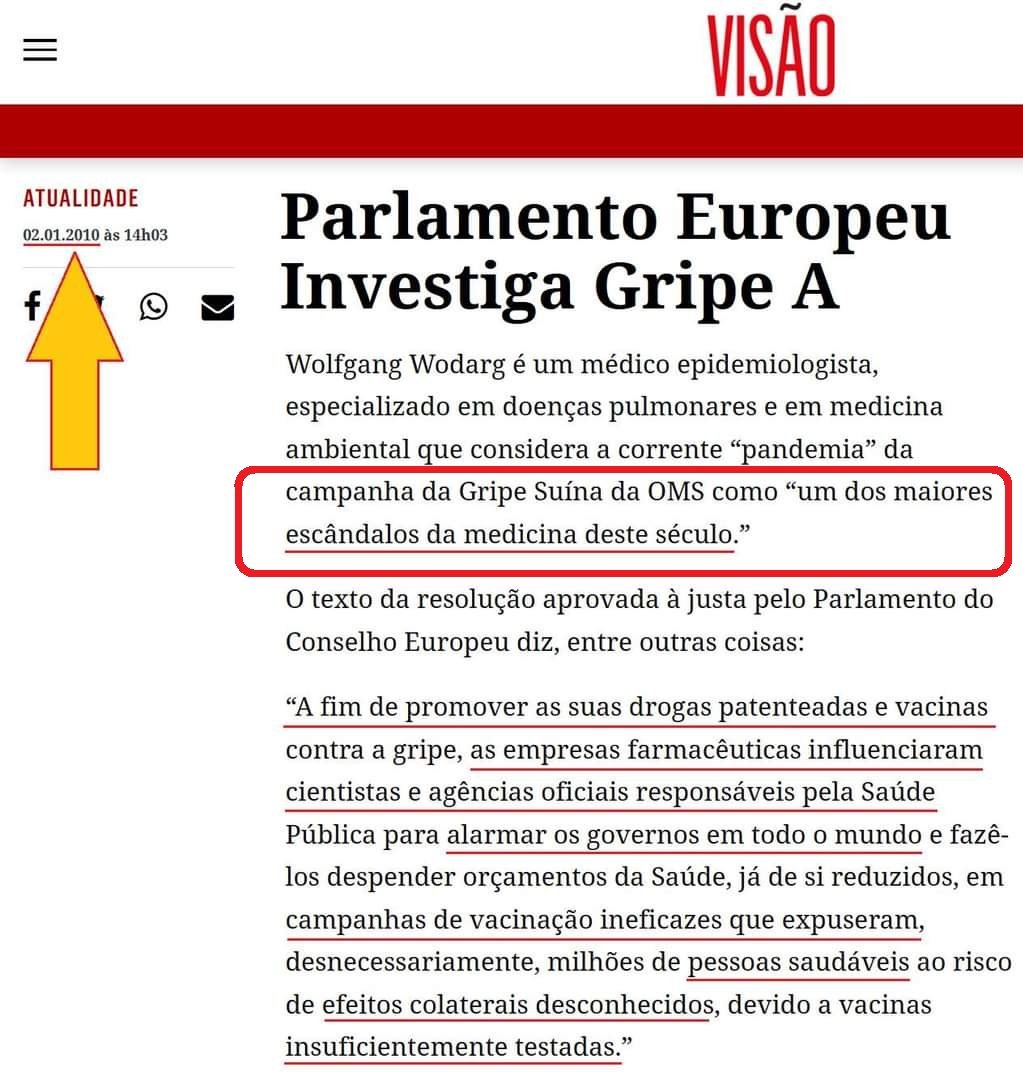 VISÃO
ATUALIDADE
02.01.2010 às 14h03
Parlamento Europeu
Investiga Gripe A
Wolfgang Wodarg é um médico epidemiologista,
especializado em doenças pulmonares e em medicina
ambiental que considera a corrente “pandemia” da
campanha da Gripe Suína da OMS como “um dos maiores
escândalos da medicina deste século.”
O texto da resolução aprovada à justa pelo Parlamento do
Conselho Europeu diz, entre outras coisas:
“A fim de promover as suas drogas patenteadas e vacinas
contra a gripe, as empresas farmacêuticas influenciaram
cientistas e agências oficiais responsáveis pela Saúde
Pública para alarmar os governos em todo o mundo e fazê-
los despender orçamentos da Saúde, já de si reduzidos, em
campanhas de vacinação ineficazes que expuseram,
desnecessariamente, milhões de pessoas saudáveis ao risco
de efeitos colaterais desconhecidos, devido a vacinas
insuficientemente testadas.”